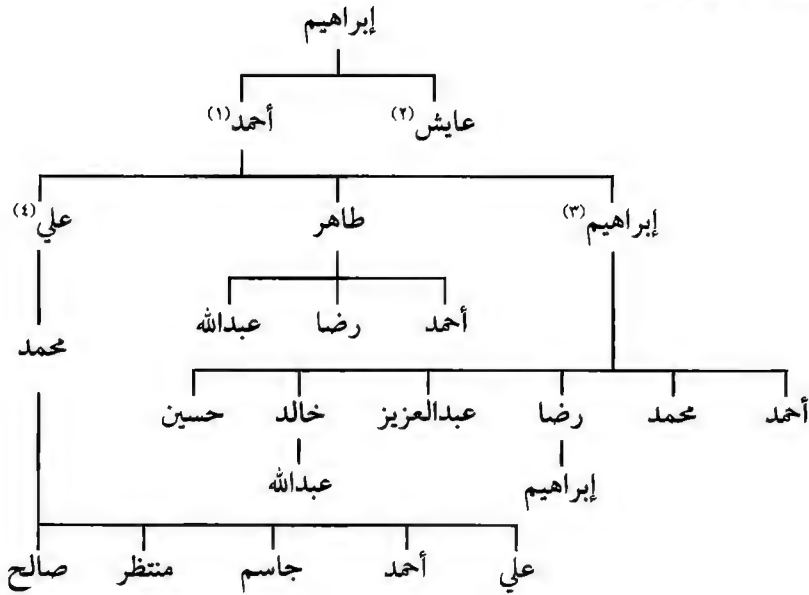 إبراهيم
عايش (٢) أحمد (١)
إبراهيم (٣) طاهر علي (٤)
أحمد رضا عبدالله
محمد
أحمد محمد رضا عبدالعزيز خالد حسين
إبراهيم عبدالله
علي أحمد جاسم منتظر صالح